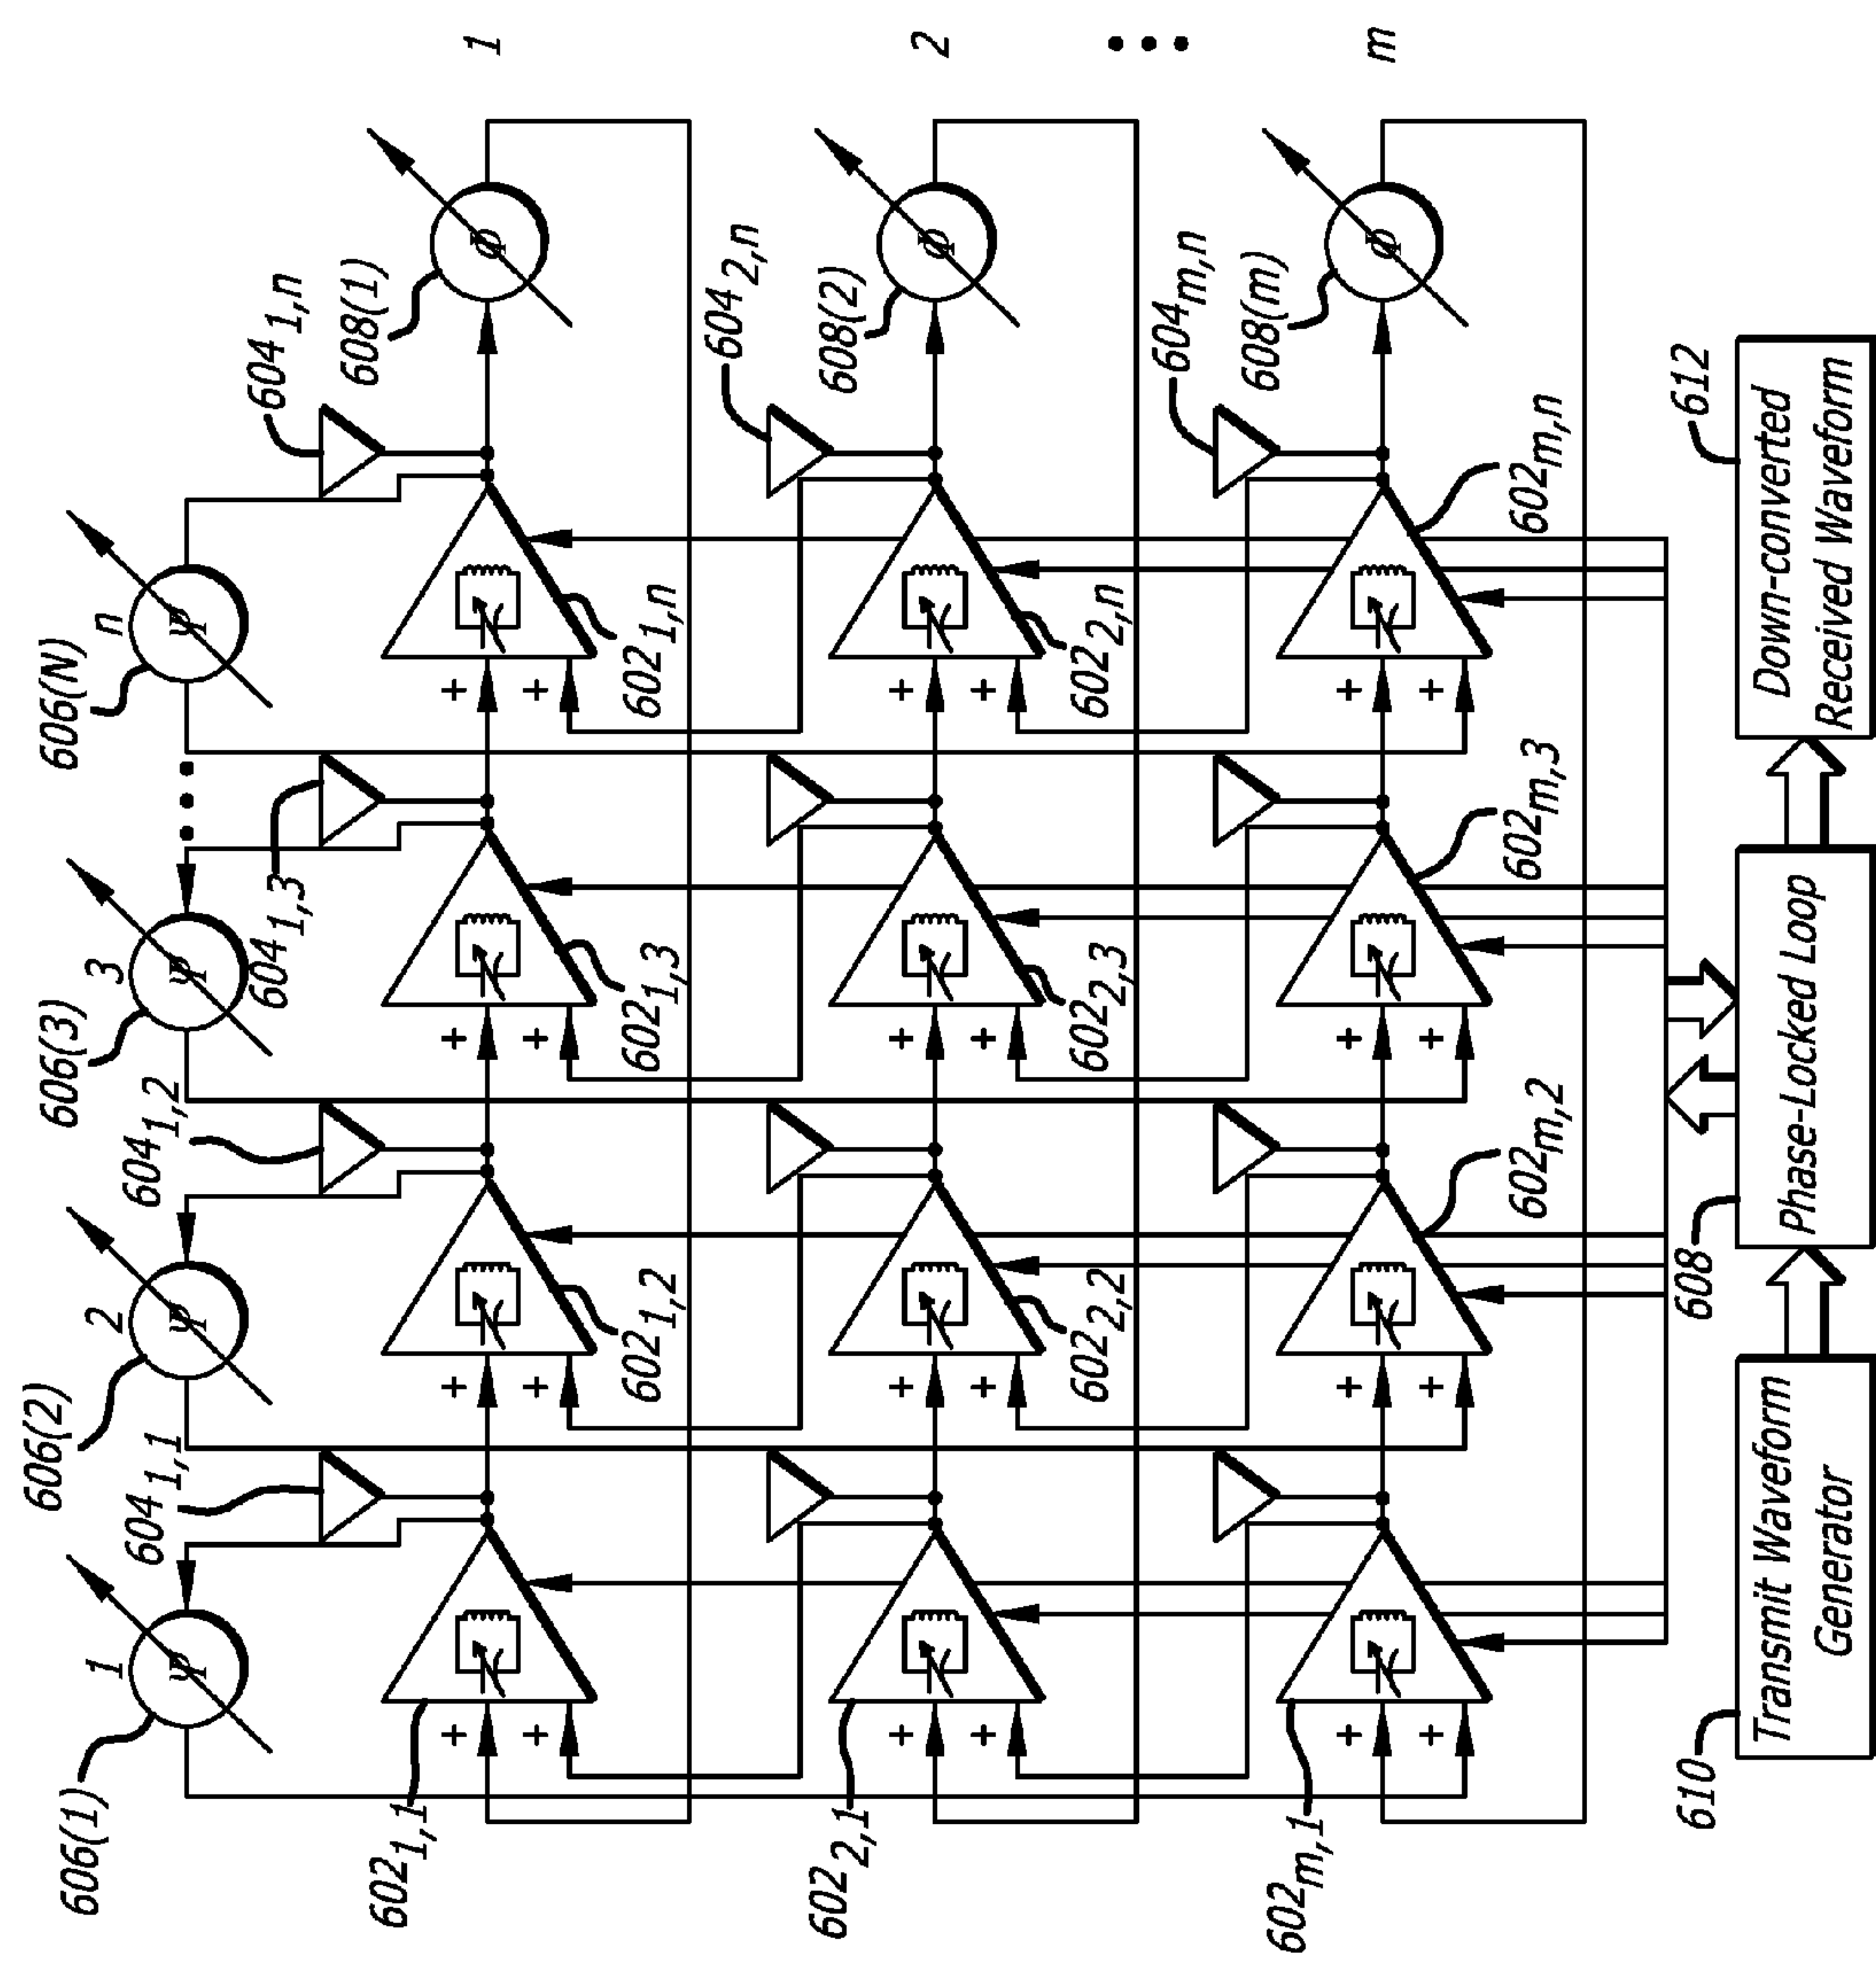 606(1)
606(2)
606(3)
606(N)
1
2
3
• • •
n
ψ
ψ
ψ
ψ
604 1,1
604 1,2
604 1,3
604 1,n
608(1)
602 1,1
+
+
+
+
φ
1
+
+
+
+
602 1,2
602 1,3
602 1,n
604 2,n
608(2)
602 2,1
+
+
+
+
φ
2
+
+
+
+
602 2,2
602 2,3
602 2,n
• • •
604 m,n
608(m)
602 m,1
+
+
+
+
φ
m
+
+
+
+
602 m,2
602 m,3
602 m,n
610
608
612
Transmit Waveform
Generator
Phase-Locked Loop
Down-converted
Received Waveform